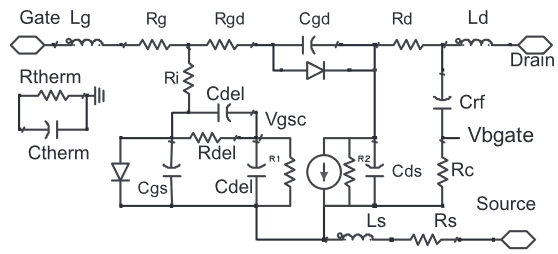 Gate Lg Rg Rgd Cgd Rd Ld
Drain
Rtherm
Ri
Cdel
Crf
Vgsc
Vbgate
Ctherm
Rdel
R1
R2
Cgs
Cdel
Cds
Rc
Source
Ls
Rs